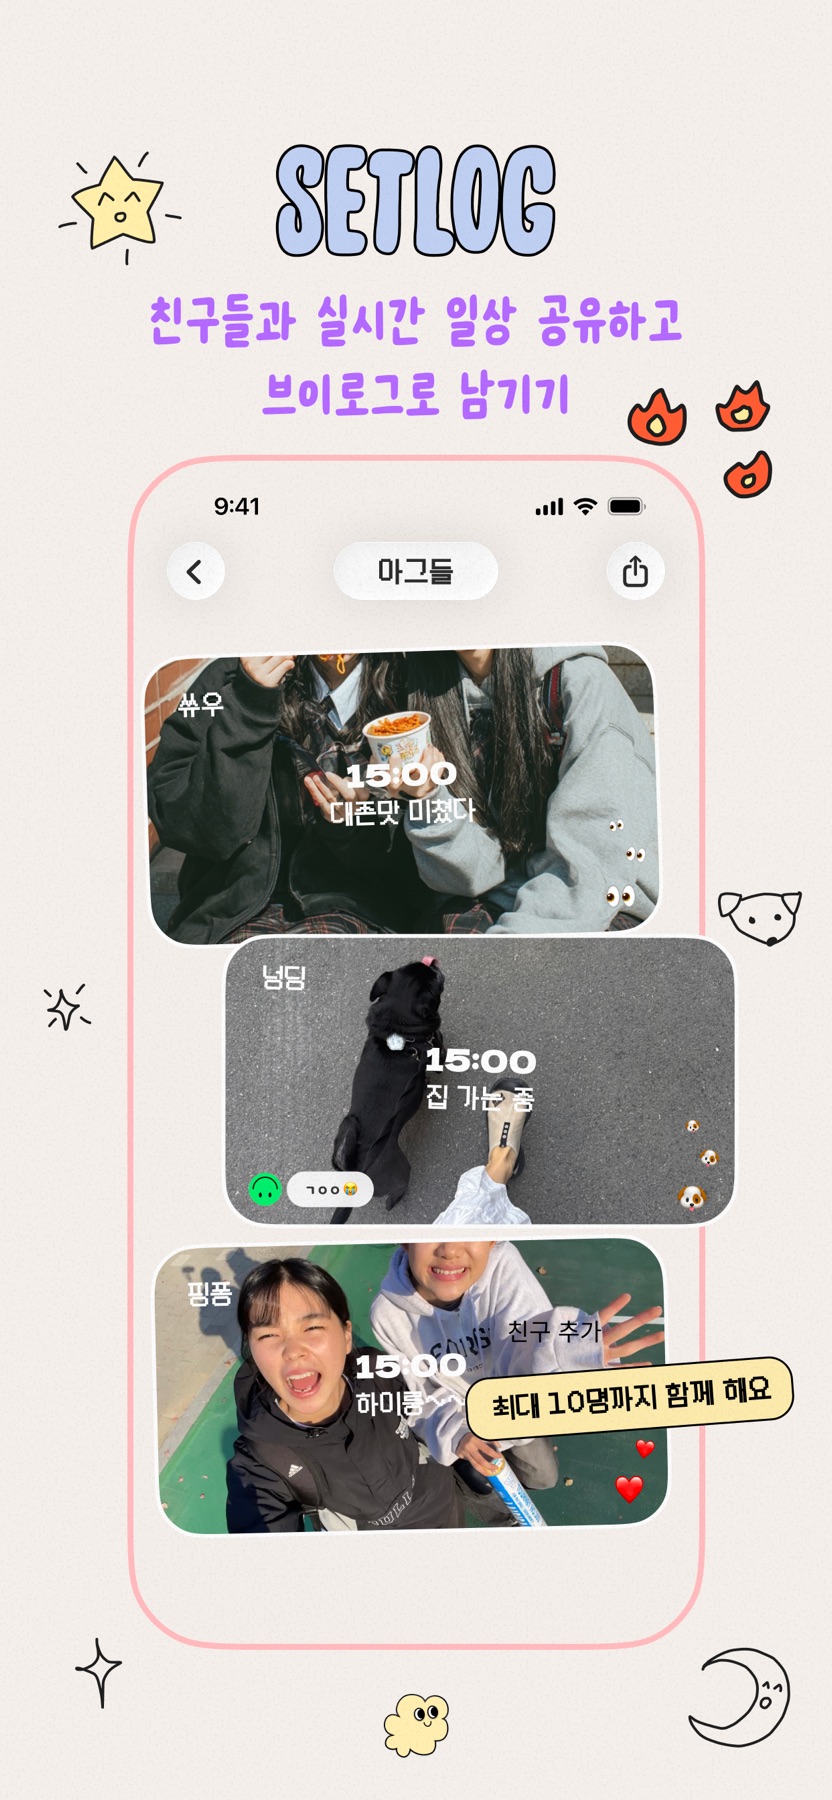 SETLOG
친구들과 실시간 일상 공유하고
브이로그로 남기기
9:41
마그들
쓔우
15:00
대존맛 미쳤다
넝딩
15:00
집 가는 중
ㄱㅇㅇ😭
핑퐁
친구 추가
15:00
하이룽~~
최대 10명까지 함께 해요